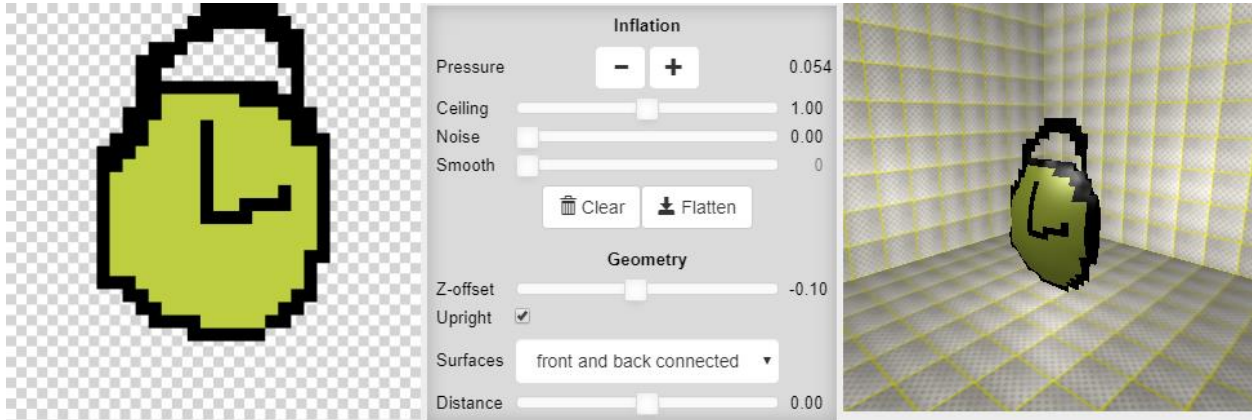 Inflation
Pressure − + 0.054
Ceiling 1.00
Noise 0.00
Smooth 0
Clear Flatten
Geometry
Z-offset -0.10
Upright
Surfaces front and back connected
Distance 0.00